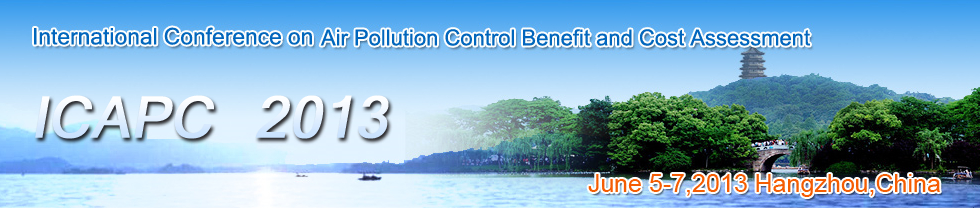 International Conference on Air Pollution Control Benefit and Cost Assessment
ICAPC 2013
June 5-7,2013 Hangzhou,China